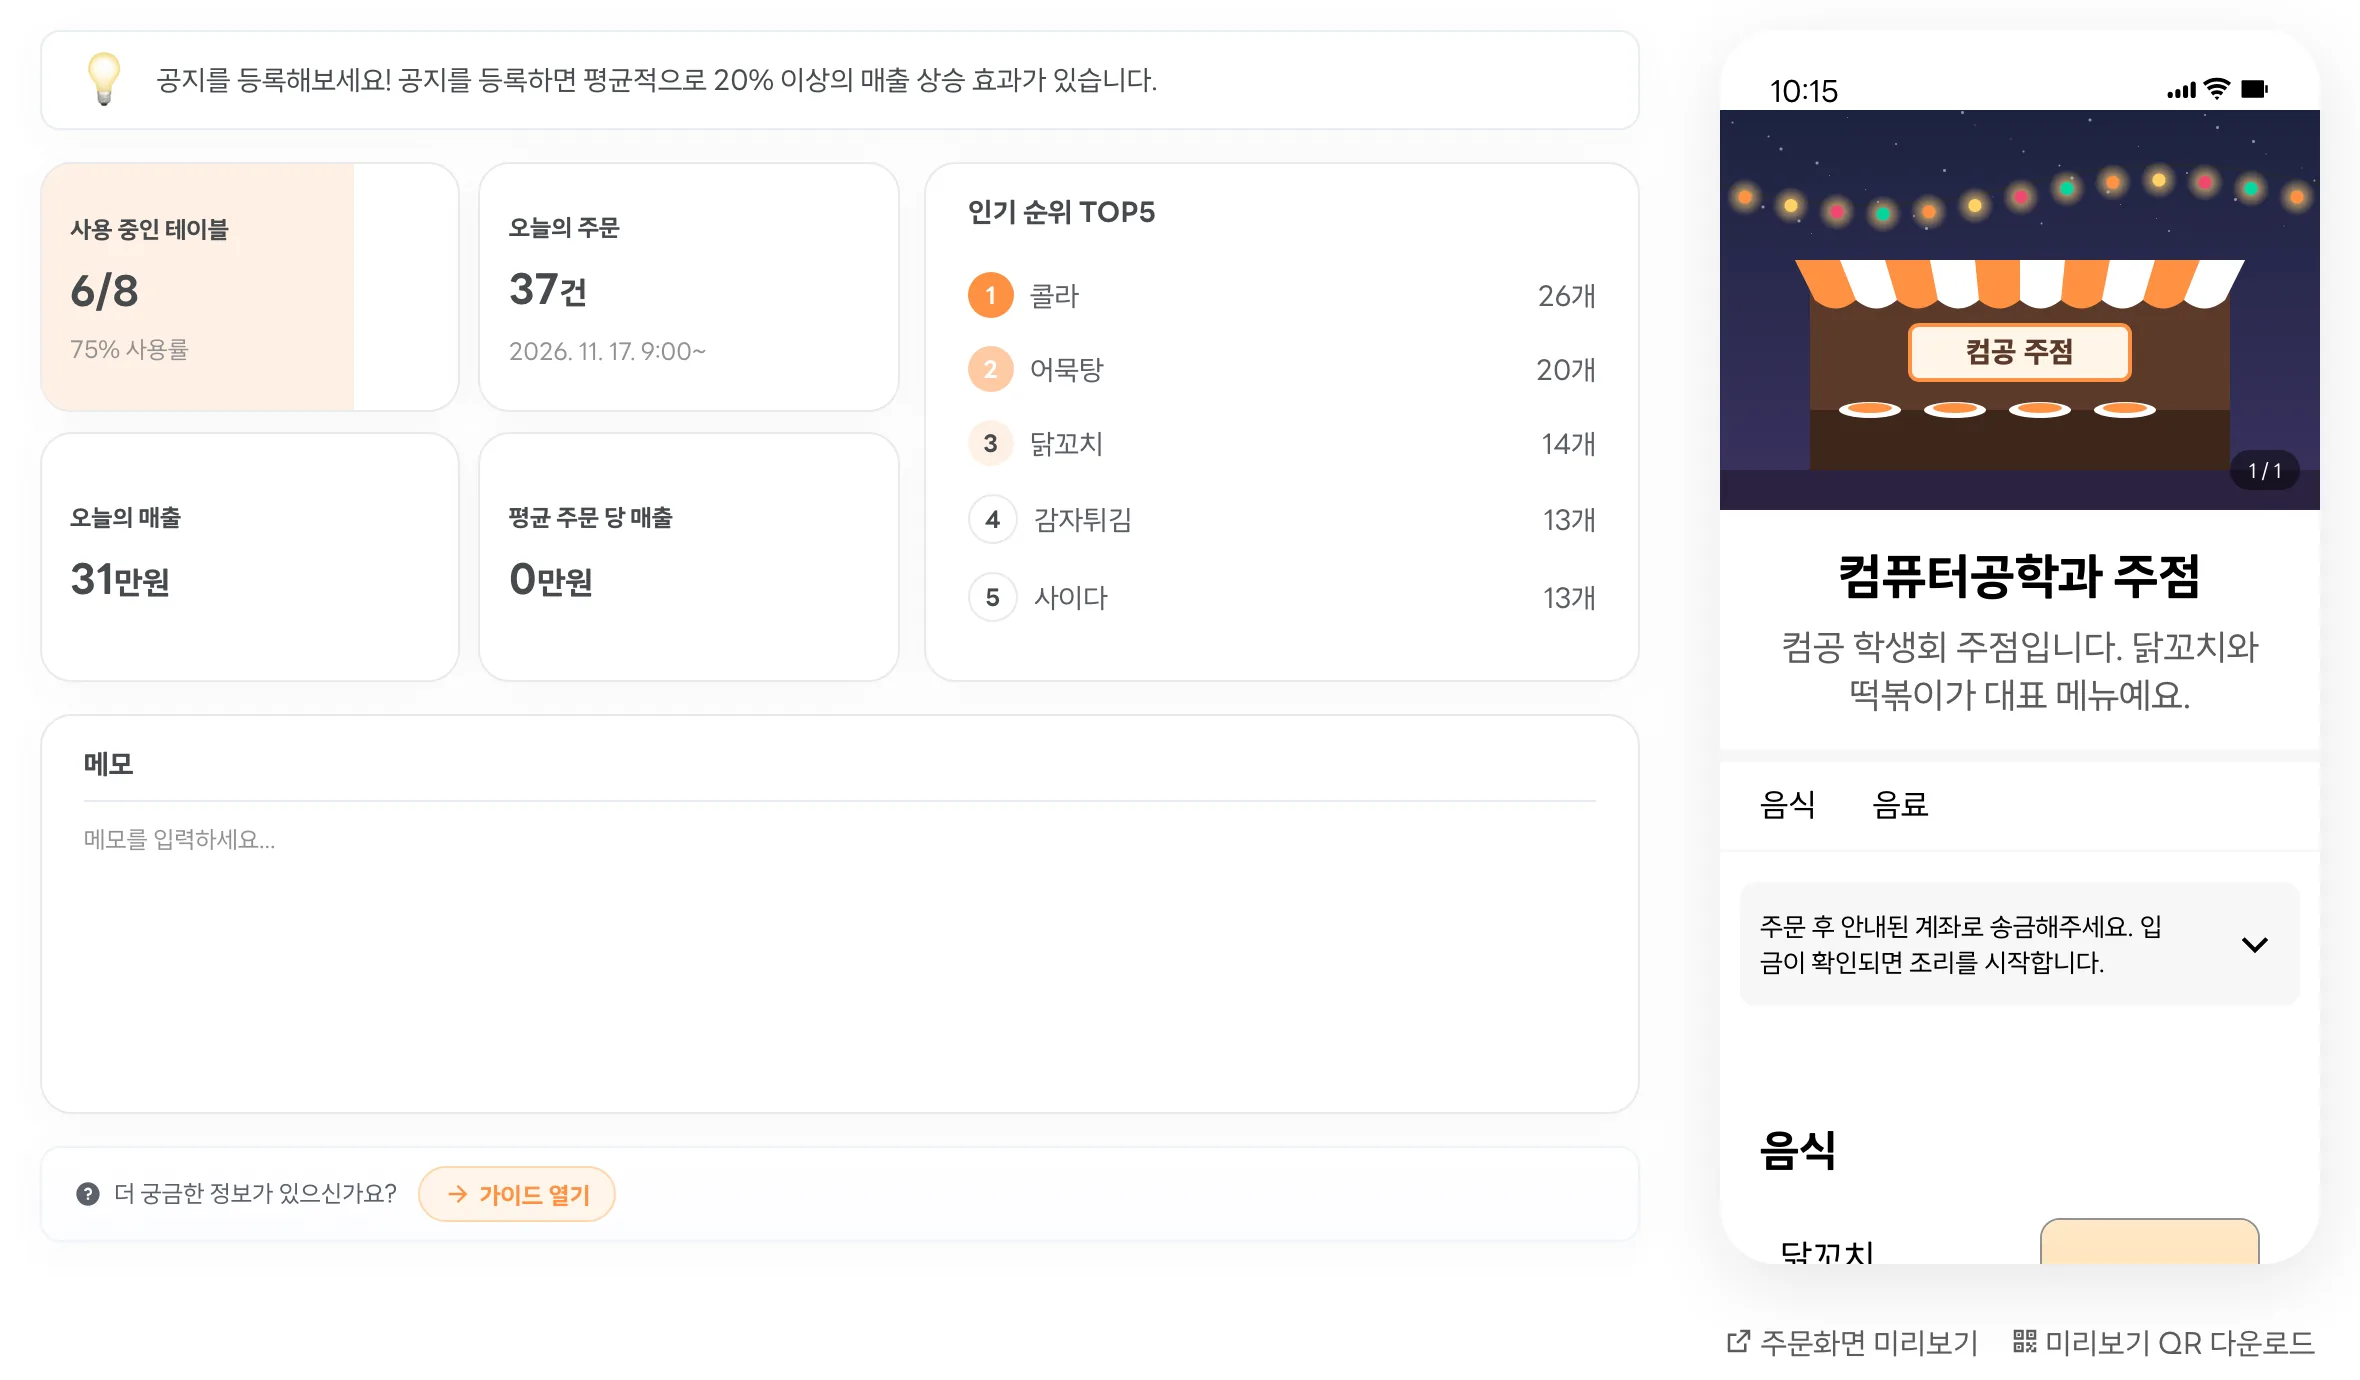 공지를 등록해보세요! 공지를 등록하면 평균적으로 20% 이상의 매출 상승 효과가 있습니다.
사용 중인 테이블
6/8
75% 사용률
오늘의 주문
37건
2026. 11. 17. 9:00~
오늘의 매출
31만원
평균 주문 당 매출
0만원
인기 순위 TOP5
1 콜라 26개
2 어묵탕 20개
3 닭꼬치 14개
4 감자튀김 13개
5 사이다 13개
메모
메모를 입력하세요...
? 더 궁금한 정보가 있으신가요? → 가이드 열기
10:15
컴공 주점
1 / 1
컴퓨터공학과 주점
컴공 학생회 주점입니다. 닭꼬치와
떡볶이가 대표 메뉴예요.
음식 음료
주문 후 안내된 계좌로 송금해주세요. 입
금이 확인되면 조리를 시작합니다.
음식
닭꼬치
주문화면 미리보기 미리보기 QR 다운로드